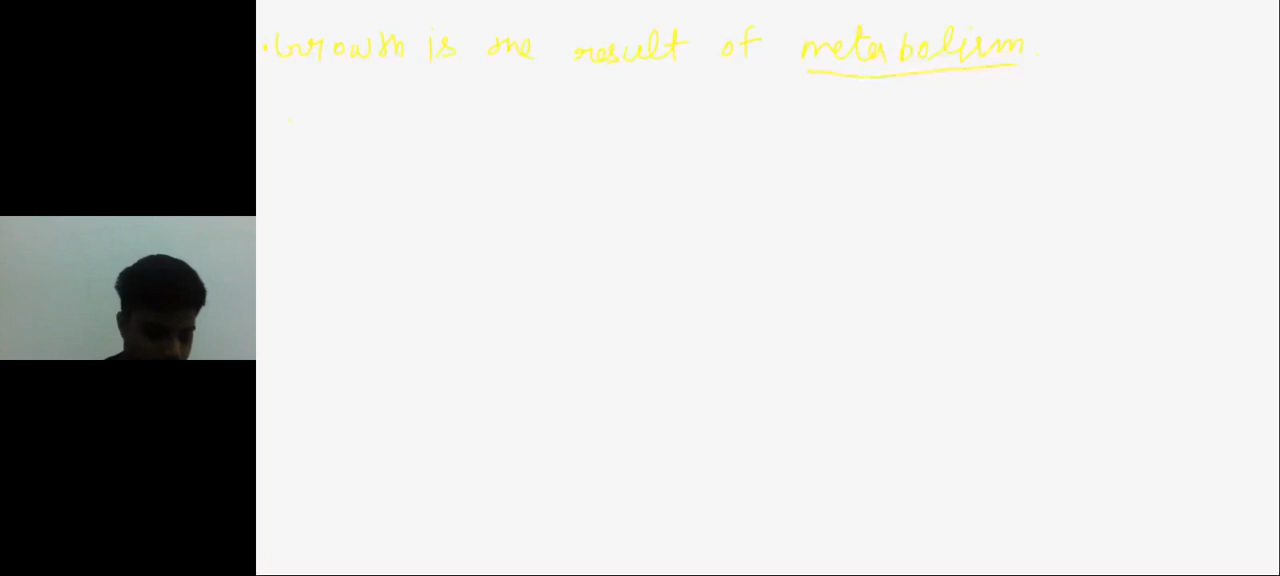 • Growth is the result of metabolism.